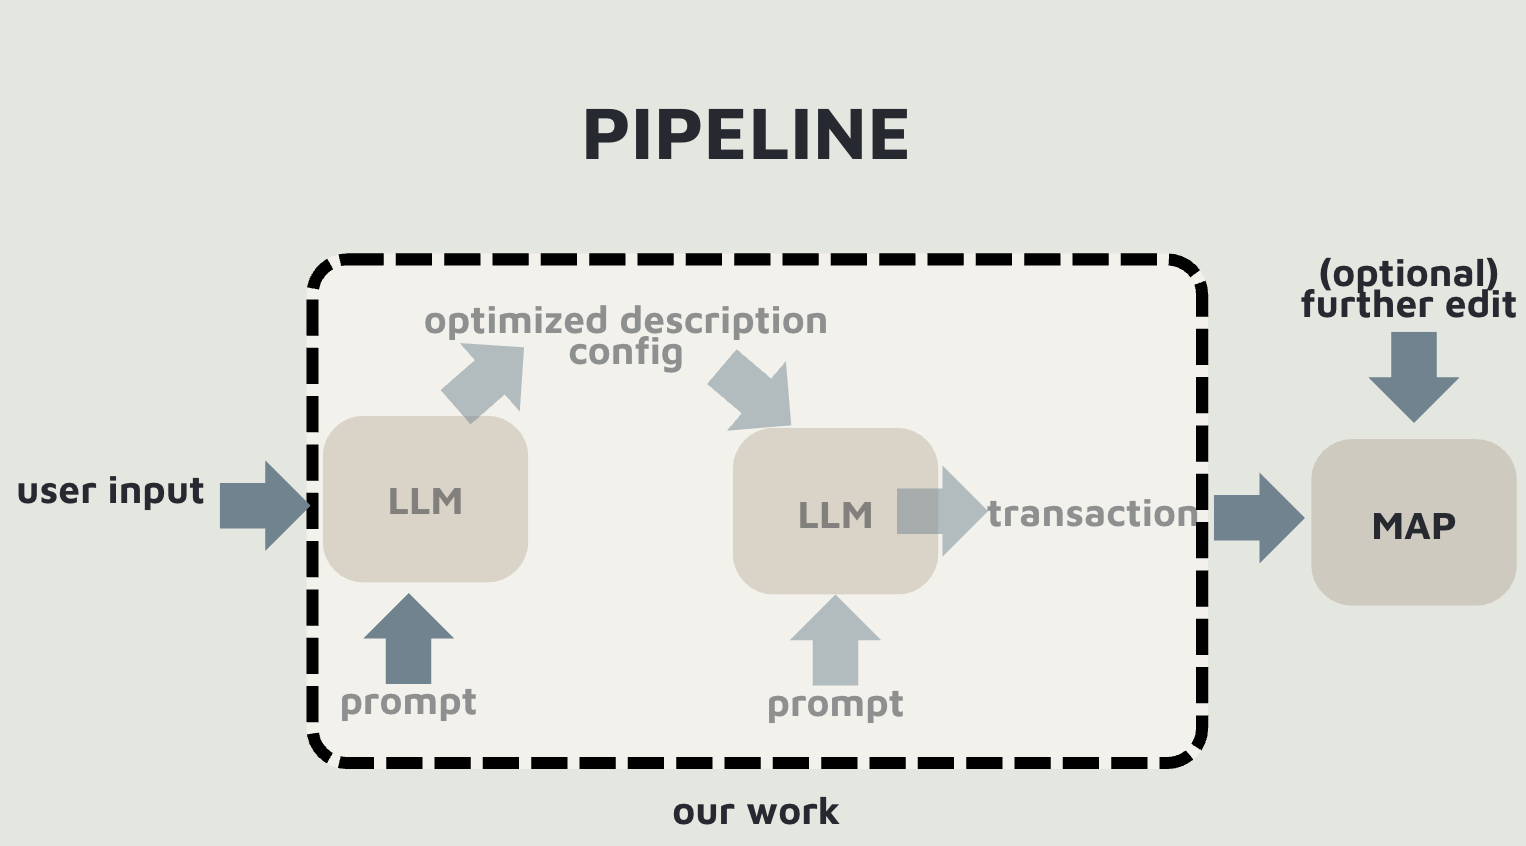 PIPELINE
(optional)
further edit
optimized description
config
user input
LLM
LLM
transaction
MAP
prompt
prompt
our work